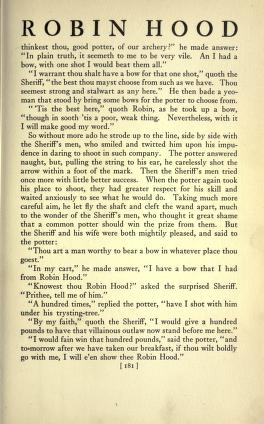 ROBIN HOOD
thinkest thou, good potter, of our archery?" he made answer:
"In plain truth, it seemeth to me to be very vile. An I had a
bow, with one shot I would beat them all."
"I warrant thou shalt have a bow for that one shot," quoth the
Sheriff, "the best thou mayst choose from such as we have. Thou
seemest strong and stalwart as any here." He then bade a yeo-
man that stood by bring some bows for the potter to choose from.
"'Tis the best here," quoth Robin, as he took up a bow,
"though in sooth 'tis a poor, weak thing. Nevertheless, with it
I will make good my word."
So without more ado he strode up to the line, side by side with
the Sheriff's men, who smiled and twitted him upon his impu-
dence in daring to shoot in such company. The potter answered
naught, but, pulling the string to his ear, he carelessly shot the
arrow within a foot of the mark. Then the Sheriff's men tried
once more with little better success. When the potter again took
his place to shoot, they had greater respect for his skill and
waited anxiously to see what he would do. Taking much more
careful aim, he let fly the shaft and cleft the wand apart, much
to the wonder of the Sheriff's men, who thought it great shame
that a common potter should win the prize from them. But
the Sheriff and his wife were both mightily pleased, and said to
the potter:
"Thou art a man worthy to bear a bow in whatever place thou
goest."
"In my cart," he made answer, "I have a bow that I had
from Robin Hood."
"Knowest thou Robin Hood?" asked the surprised Sheriff.
"Prithee, tell me of him."
"A hundred times," replied the potter, "have I shot with him
under his trysting-tree."
"By my faith," quoth the Sheriff, "I would give a hundred
pounds to have that villainous outlaw now stand before me here."
"I would fain win that hundred pounds," said the potter, "and
to-morrow after we have taken our breakfast, if thou wilt boldly
go with me, I will e'en shew thee Robin Hood."
[ 181 ]